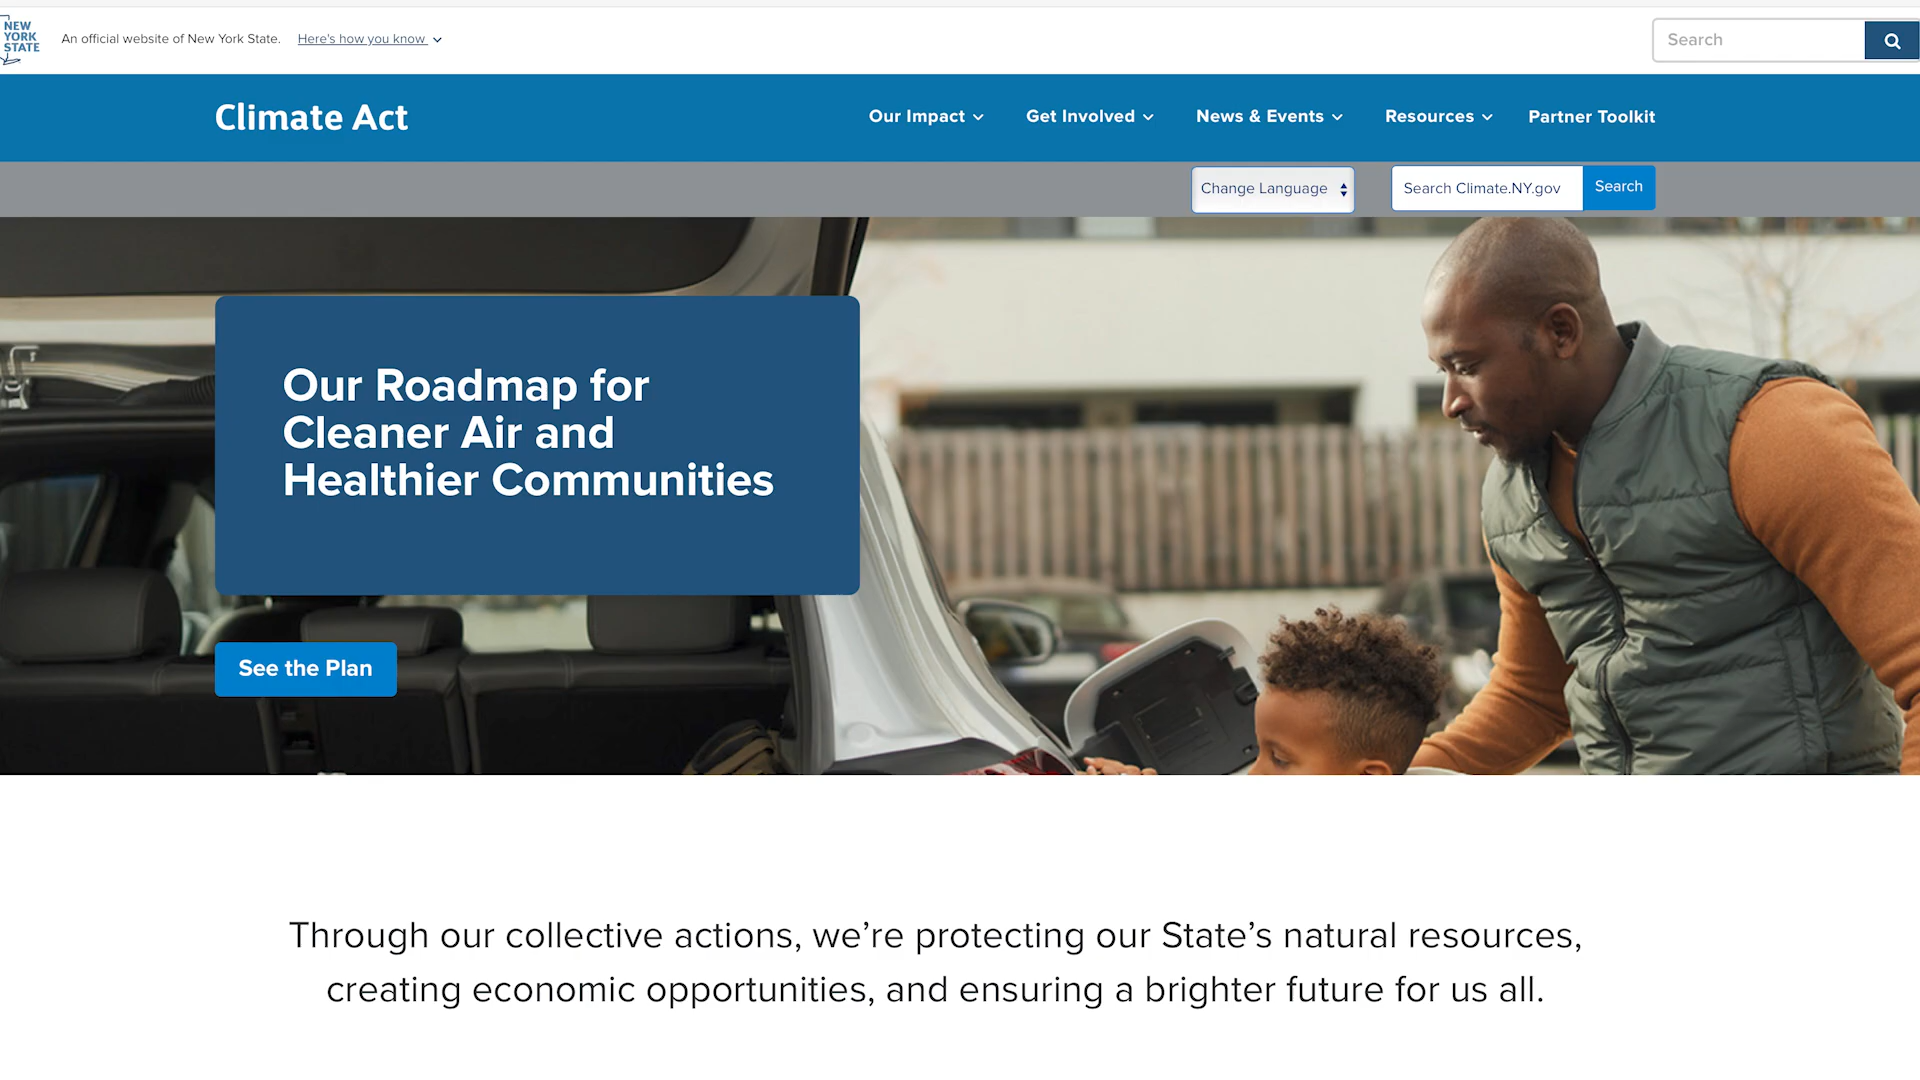 NEW
YORK
STATE
An official website of New York State. Here's how you know
Search
Climate Act
Our Impact
Get Involved
News & Events
Resources
Partner Toolkit
Change Language
Search Climate.NY.gov
Search
Our Roadmap for
Cleaner Air and
Healthier Communities
See the Plan
Through our collective actions, we’re protecting our State’s natural resources,
creating economic opportunities, and ensuring a brighter future for us all.